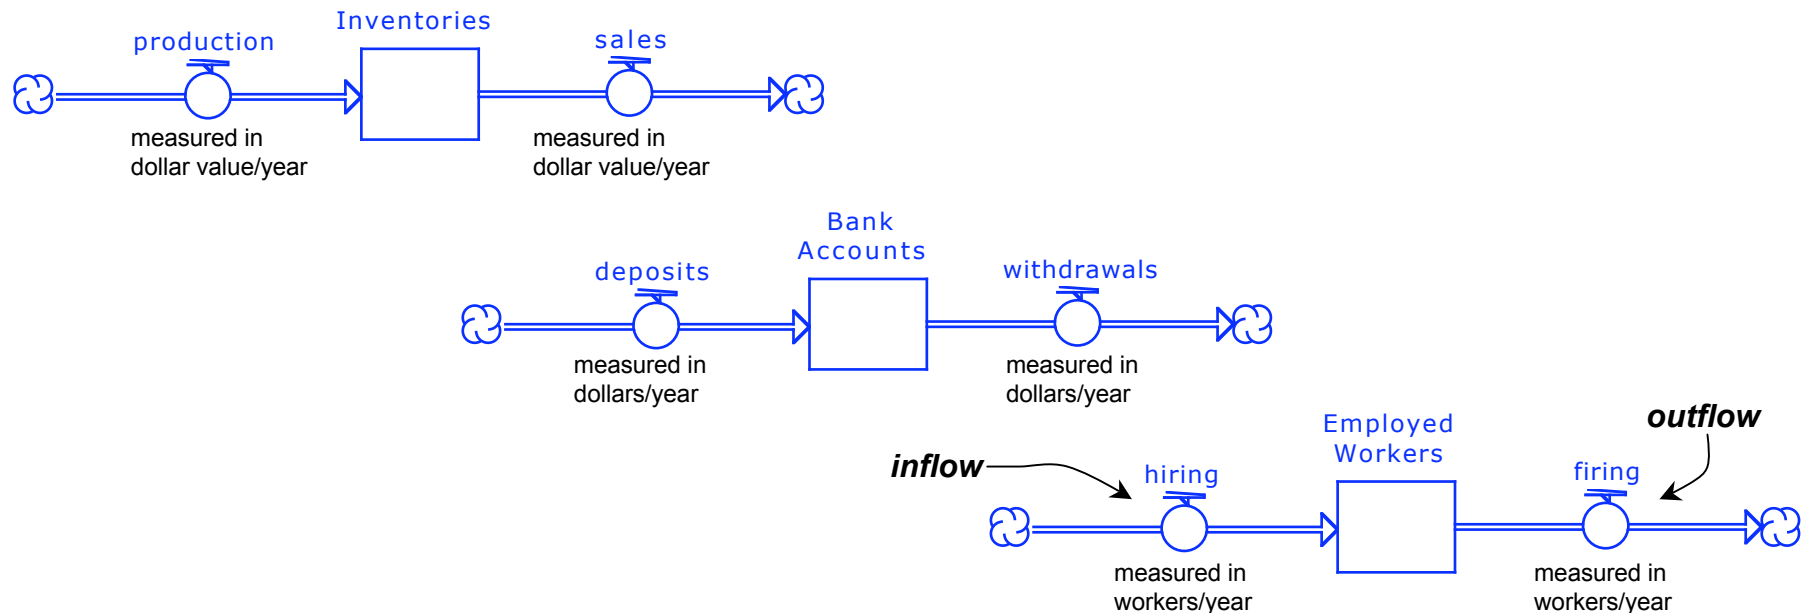 Inventories
production
sales
measured in
dollar value/year
measured in
dollar value/year
Bank
Accounts
deposits
withdrawals
measured in
dollars/year
measured in
dollars/year
Employed
Workers
inflow
hiring
firing
outflow
measured in
workers/year
measured in
workers/year